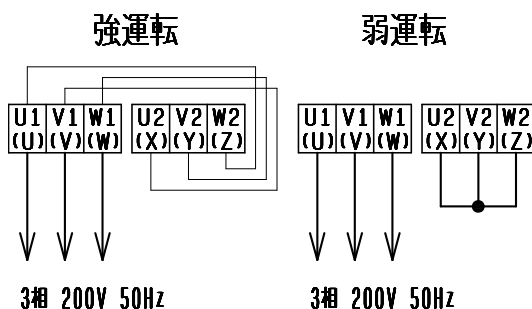 強運転 弱運転
U1 V1 W1 U2 V2 W2 U1 V1 W1 U2 V2 W2
(U) (V) (W) (X) (Y) (Z) (U) (V) (W) (X) (Y) (Z)
3相 200V 50Hz 3相 200V 50Hz